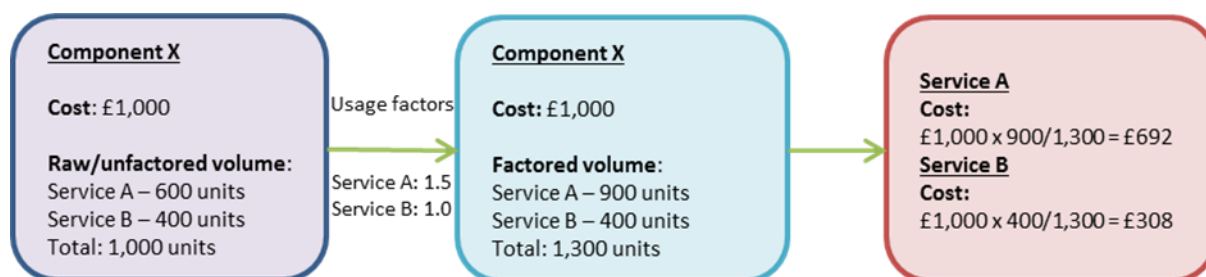 Component X
Cost: £1,000
Raw/unfactored volume:
Service A – 600 units
Service B – 400 units
Total: 1,000 units
Usage factors
Service A: 1.5
Service B: 1.0
Component X
Cost: £1,000
Factored volume:
Service A – 900 units
Service B – 400 units
Total: 1,300 units
Service A
Cost:
£1,000 x 900/1,300 = £692
Service B
Cost:
£1,000 x 400/1,300 = £308